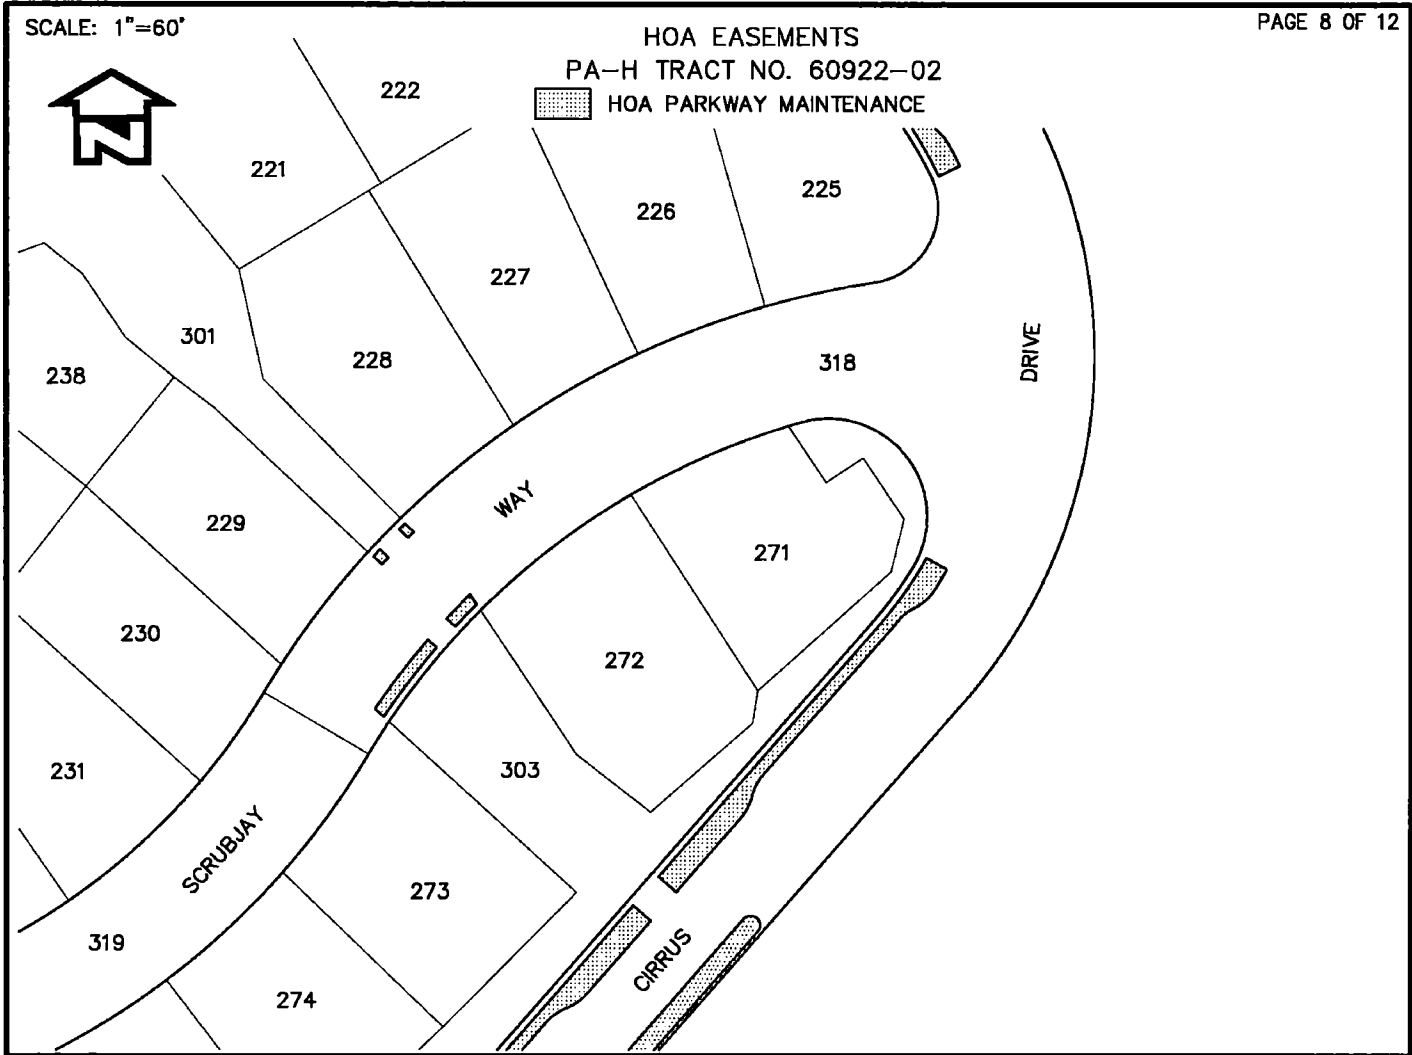 SCALE: 1"=60'
PAGE 8 OF 12
HOA EASEMENTS
PA-H TRACT NO. 60922-02
HOA PARKWAY MAINTENANCE
N
222
221
225
226
227
301
228
318
DRIVE
238
WAY
229
271
230
272
231
303
SCRUBJAY
273
319
CIRRUS
274